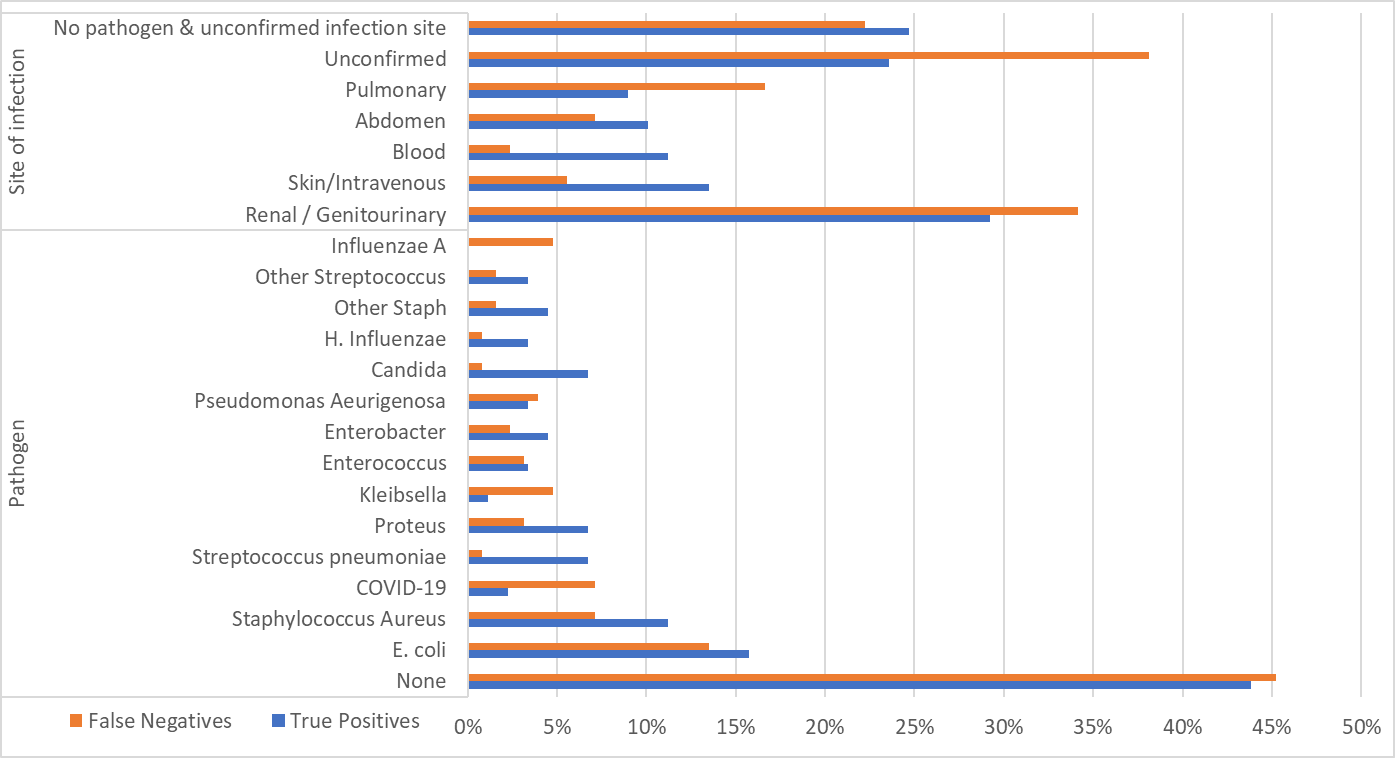 Site of infection
No pathogen & unconfirmed infection site
Unconfirmed
Pulmonary
Abdomen
Blood
Skin/Intravenous
Renal / Genitourinary
Pathogen
Influenzae A
Other Streptococcus
Other Staph
H. Influenzae
Candida
Pseudomonas Aeurigenosa
Enterobacter
Enterococcus
Kleibsella
Proteus
Streptococcus pneumoniae
COVID-19
Staphylococcus Aureus
E. coli
None
False Negatives True Positives
0% 5% 10% 15% 20% 25% 30% 35% 40% 45% 50%